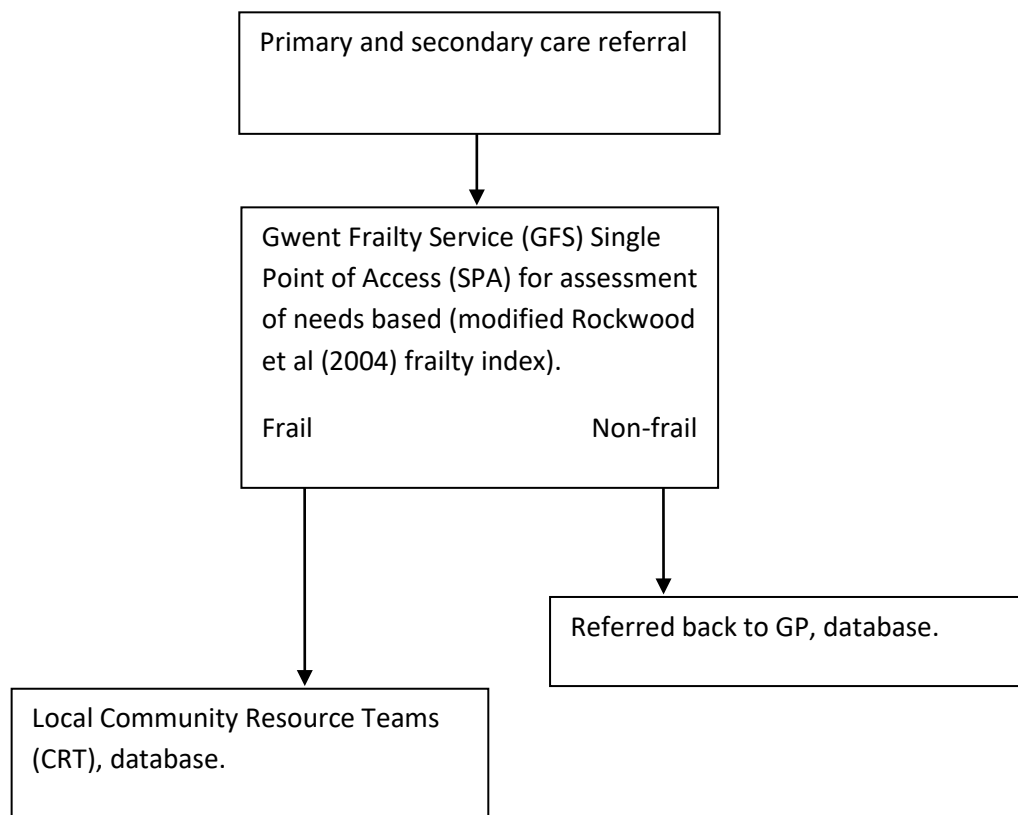 Primary and secondary care referral
Gwent Frailty Service (GFS) Single
Point of Access (SPA) for assessment
of needs based (modified Rockwood
et al (2004) frailty index).
Frail Non-frail
Referred back to GP, database.
Local Community Resource Teams
(CRT), database.